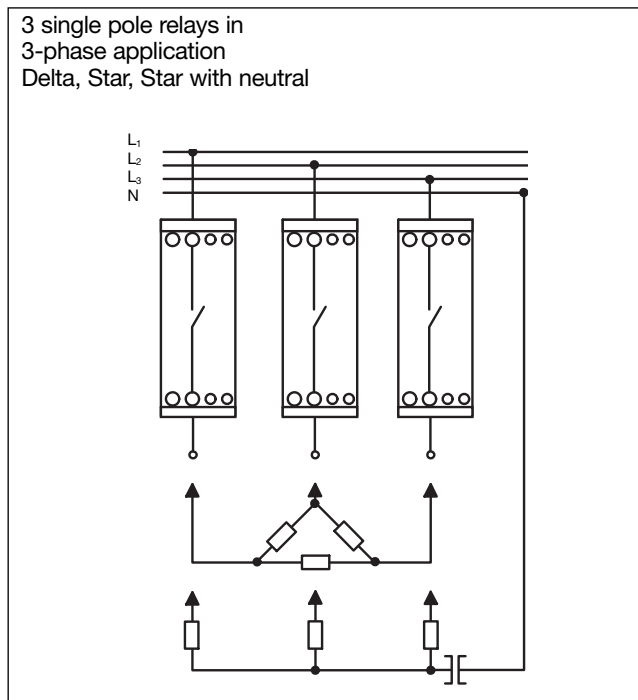 3 single pole relays in
3-phase application
Delta, Star, Star with neutral
L₁
L₂
L₃
N